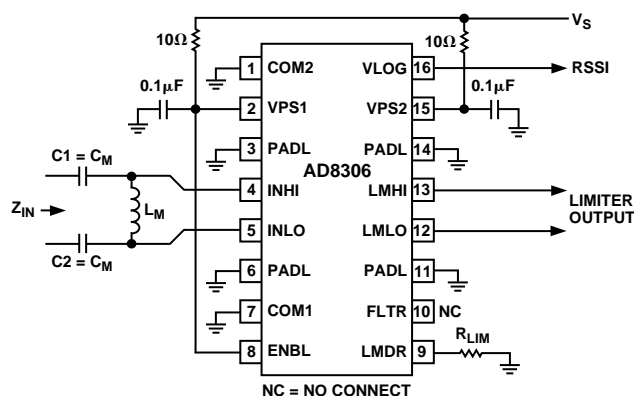 V_S
10Ω
10Ω
1 COM2
VLOG 16
RSSI
0.1µF
0.1µF
2 VPS1
VPS2 15
3 PADL
PADL 14
C1 = C_M
AD8306
4 INHI
LMHI 13
Z_IN
L_M
LIMITER
OUTPUT
5 INLO
LMLO 12
C2 = C_M
6 PADL
PADL 11
7 COM1
FLTR 10 NC
R_LIM
8 ENBL
LMDR 9
NC = NO CONNECT